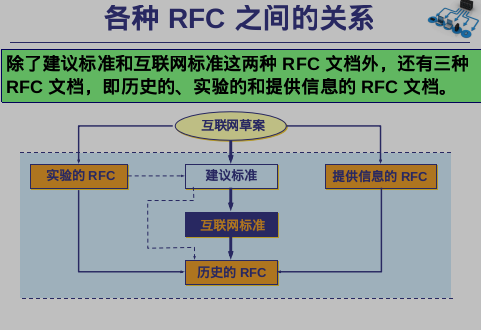 各种 RFC 之间的关系
除了建议标准和互联网标准这两种 RFC 文档外，还有三种
RFC 文档，即历史的、实验的和提供信息的 RFC 文档。
互联网草案
实验的 RFC
建议标准
提供信息的 RFC
互联网标准
历史的 RFC